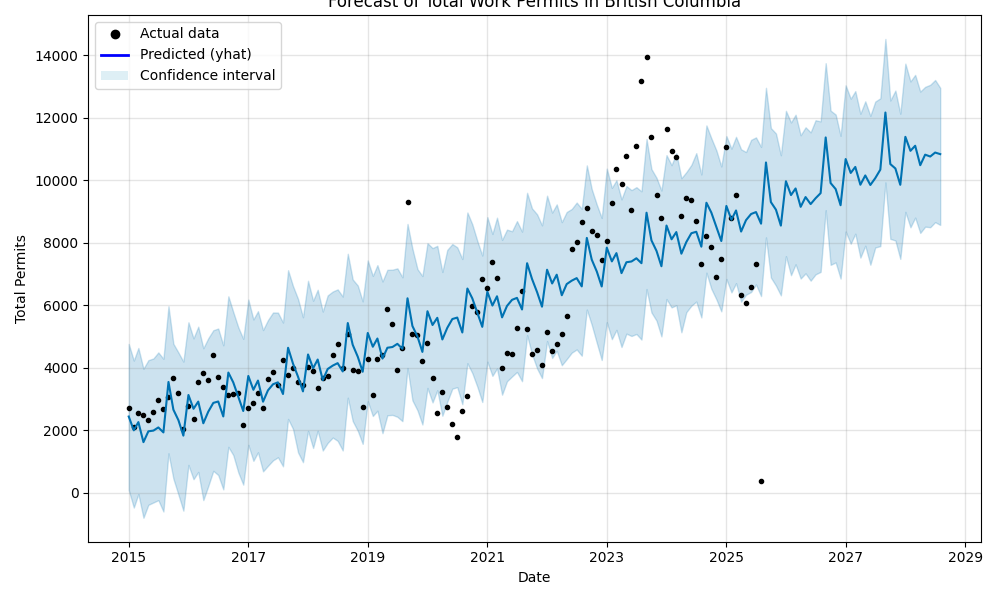 Forecast of Total Work Permits in British Columbia
Actual data
Predicted (yhat)
Confidence interval
14000
12000
10000
8000
6000
4000
2000
0
Total Permits
2015 2017 2019 2021 2023 2025 2027 2029
Date